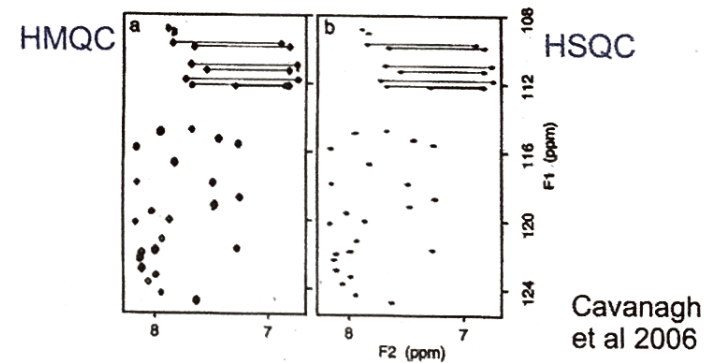 HMQC
a
b
HSQC
108
112
116
120
124
F1 (ppm)
8
7
8
7
F2 (ppm)
Cavanagh
et al 2006